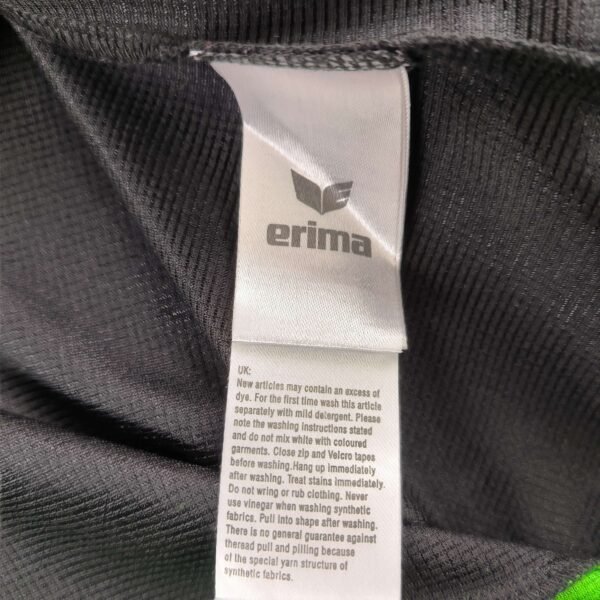 erima
UK:
New articles may contain an excess of
dye. For the first time wash this article
separately with mild detergent. Please
note the washing instructions stated
and do not mix white with coloured
garments. Close zip and Velcro tapes
before washing.Hang up immediately
after washing. Treat stains immediately.
Do not wring or rub clothing. Never
use vinegar when washing synthetic
fabrics. Pull into shape after washing.
There is no general guarantee against
theread pull and pilling because
of the special yarn structure of
synthetic fabrics.